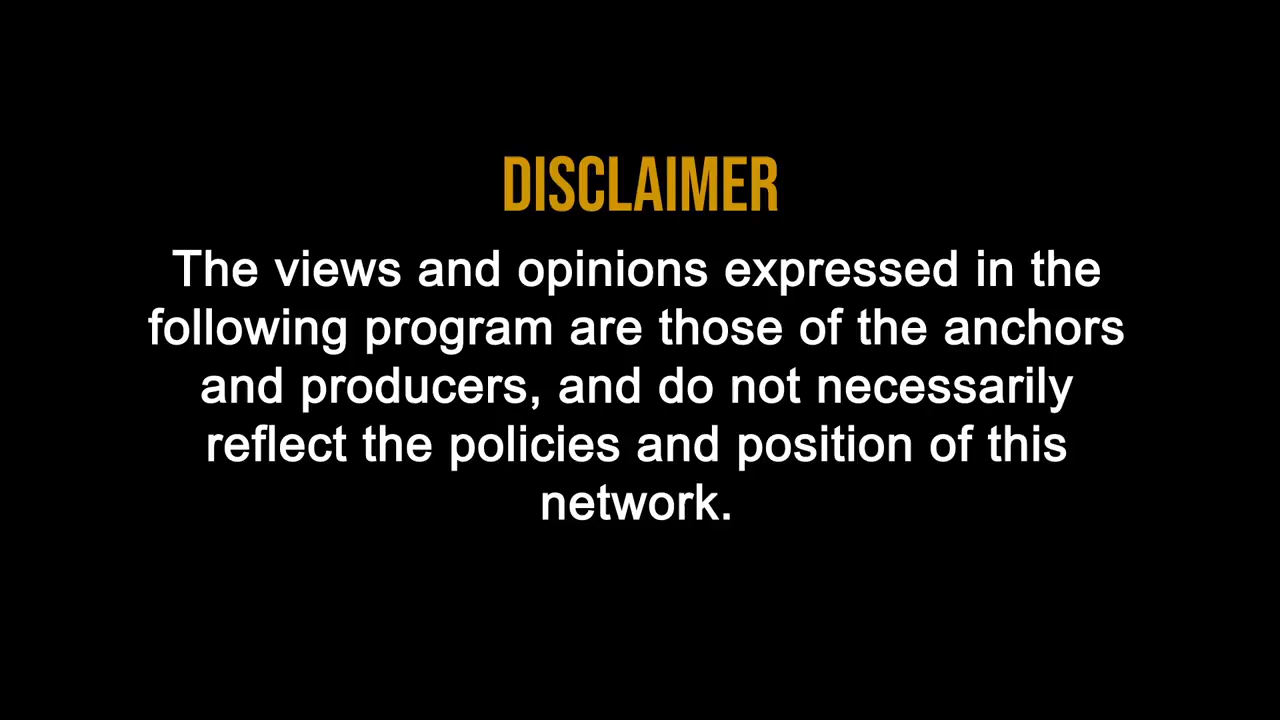 DISCLAIMER
The views and opinions expressed in the
following program are those of the anchors
and producers, and do not necessarily
reflect the policies and position of this
network.